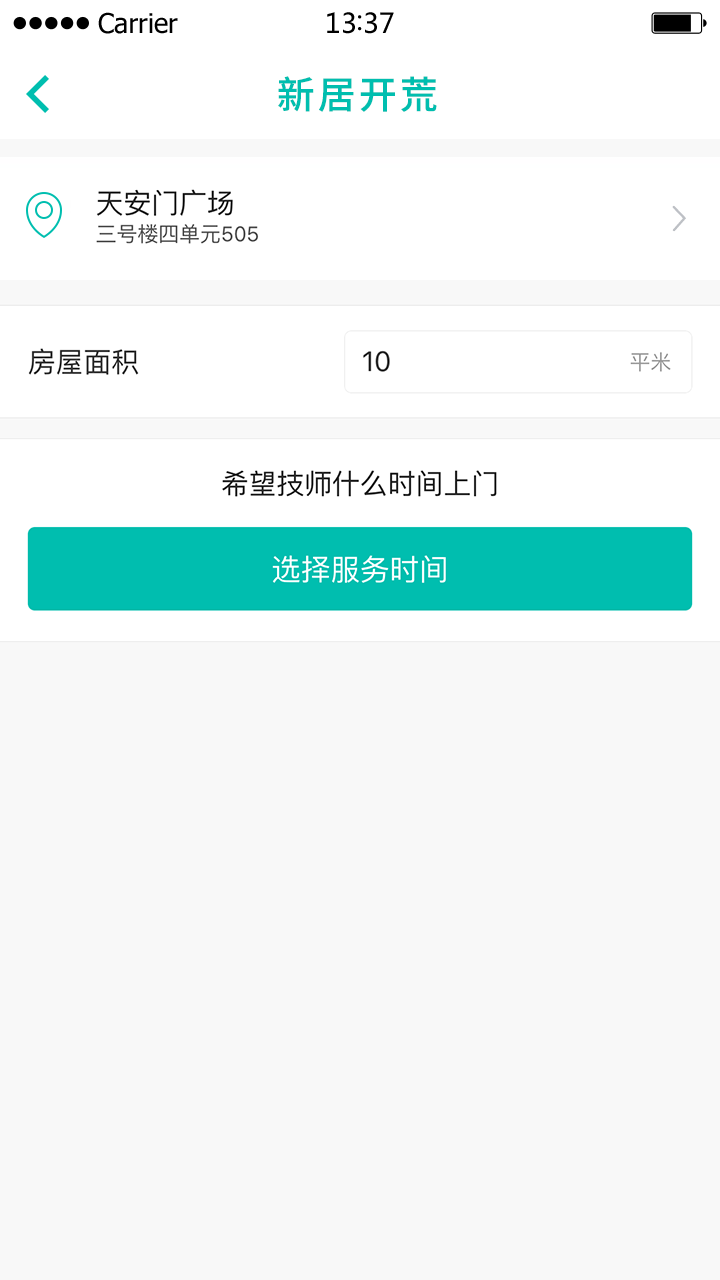 Carrier 13:37
新居开荒
天安门广场
三号楼四单元505
房屋面积 10 平米
希望技师什么时间上门
选择服务时间